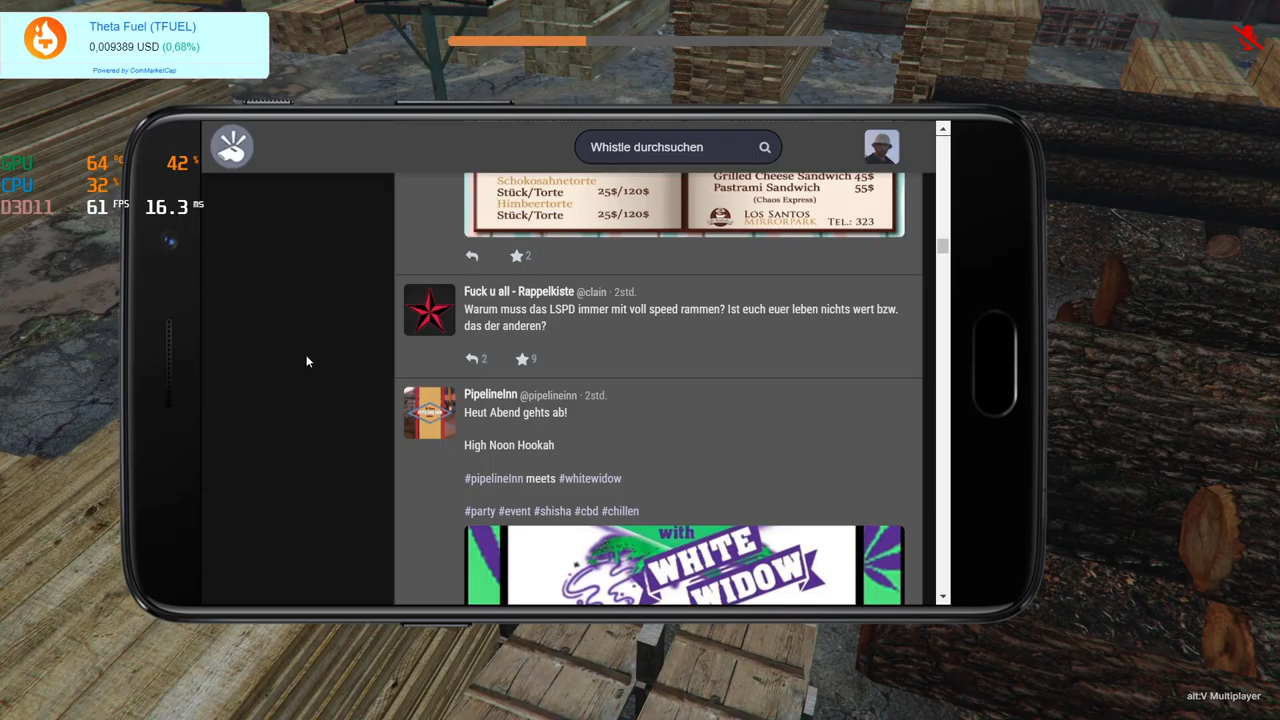 Theta Fuel (TFUEL)
0,009389 USD (0,68%)
Powered by CoinMarketCap
GPU 64 °C 42 %
CPU 32 %
D3D11 61 FPS 16.3 ms
Whistle durchsuchen
Schokosahnetorte
Stück/Torte 25$/120$
Himbeertorte
Stück/Torte 25$/120$
Grilled Cheese Sandwich 45$
Pastrami Sandwich 55$
(Chaos Express)
Los Santos
Mirrorpark
Tel.: 323
2
Fuck u all - Rappelkiste @clain · 2std.
Warum muss das LSPD immer mit voll speed rammen? Ist euch euer leben nichts wert bzw.
das der anderen?
2 9
PipelineInn @pipelineinn · 2std.
Heut Abend gehts ab!
High Noon Hookah
#pipelineInn meets #whitewidow
#party #event #shisha #cbd #chillen
with
WHITE
WIDOW
alt:V Multiplayer